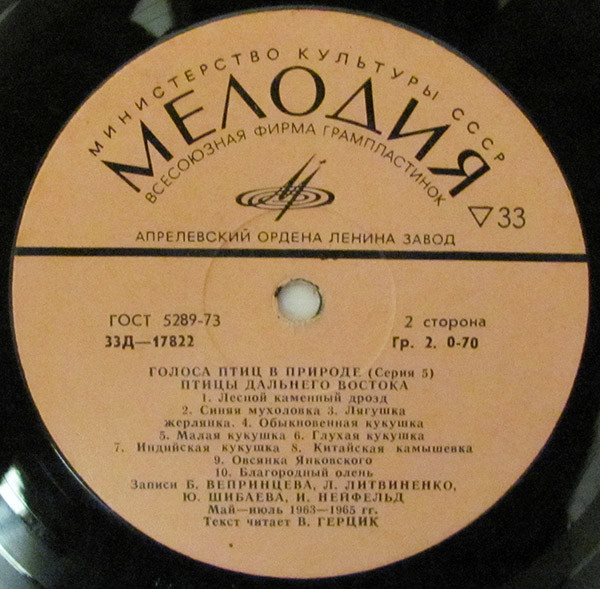 МИНИСТЕРСТВО КУЛЬТУРЫ СССР
МЕЛОДИЯ
ВСЕСОЮЗНАЯ ФИРМА ГРАМПЛАСТИНОК
▽ 33
АПРЕЛЕВСКИЙ ОРДЕНА ЛЕНИНА ЗАВОД
ГОСТ 5289-73 2 сторона
33Д—17822 Гр. 2. 0-70
ГОЛОСА ПТИЦ В ПРИРОДЕ (Серия 5)
ПТИЦЫ ДАЛЬНЕГО ВОСТОКА
1. Лесной каменный дрозд
2. Синяя мухоловка 3. Лягушка
жерлянка. 4. Обыкновенная кукушка
5. Малая кукушка 6. Глухая кукушка
7. Индийская кукушка 8. Китайская камышевка
9. Овсянка Янковского
10. Благородный олень
Записи Б. ВЕПРИНЦЕВА, Л. ЛИТВИНЕНКО,
Ю. ШИБАЕВА, И. НЕЙФЕЛЬД
Май—июль 1963—1965 гг.
Текст читает В. ГЕРЦИК